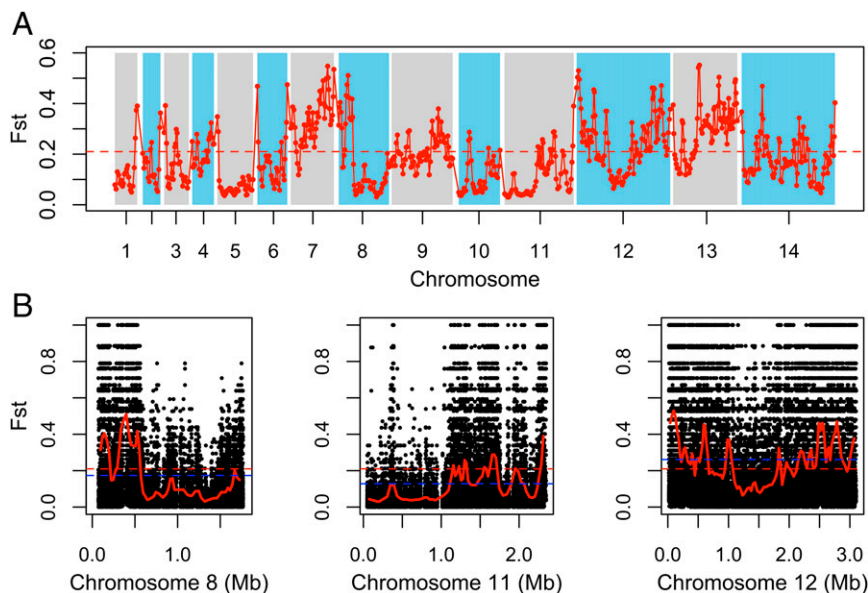 A
Fst
0.6
0.4
0.2
0.0
1 2 3 4 5 6 7 8 9 10 11 12 13 14
Chromosome
B
Fst
0.8
0.4
0.0
0.0 1.0
Chromosome 8 (Mb)
0.8
0.4
0.0
0.0 1.0 2.0
Chromosome 11 (Mb)
0.8
0.4
0.0
0.0 1.0 2.0 3.0
Chromosome 12 (Mb)